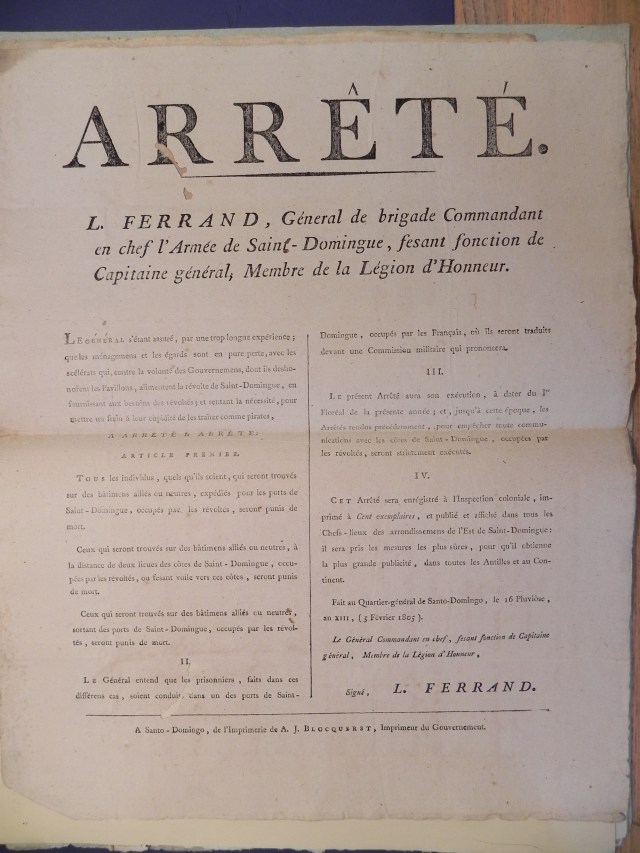 ARRÊTÉ.
L. FERRAND, Géneral de brigade Commandant
en chef l'Armée de Saint-Domingue, fesant fonction de
Capitaine général, Membre de la Légion d'Honneur.
LE GÉNÉRAL s'étant assuré, par une trop longue expérience;
que les ménagemens et les égards sont en pure perte, avec les
scélérats qui, contre la volonté des Gouvernemens, dont ils désho-
norent les Pavillons, alimentent la révolte de Saint-Domingue, en
fournissant aux besoins des révoltés; et sentant la nécessité, pour
mettre un frein à leur cupidité de les traiter comme pirates,
A ARRÊTÉ & ARRÊTE.
ARTICLE PREMIER.
TOUS les individus, quels qu'ils soient, qui seront trouvés
sur des bâtimens alliés ou neutres, expédiés pour les ports de
Saint-Domingue, occupés par les révoltés, seront punis de
mort.
Ceux qui seront trouvés sur des bâtimens alliés ou neutres, à
la distance de deux lieues des côtes de Saint-Domingue, occu-
pées par les révoltés, ou fesant voile vers ces côtes, seront punis
de mort.
Ceux qui seront trouvés sur des bâtimens alliés ou neutres,
sortant des ports de Saint-Domingue, occupés par les révol-
tés, seront punis de mort.
II.
LE Général entend que les prisonniers, faits dans ces
différens cas, soient conduits dans un des ports de Saint-
Domingue, occupés par les Français, où ils seront traduits
devant une Commission militaire qui prononcera.
III.
LE présent Arrêté aura son exécution, à dater du 1er
Floréal de la présente année; et, jusqu'à cette époque, les
Arrêtés rendus précédemment, pour empêcher toute commu-
nications avec les côtes de Saint-Domingue, occupées par
les révoltés, seront strictement exécutés.
IV.
CET Arrêté sera enregistré à l'Inspection coloniale, im-
primé à Cent exemplaires, et publié et affiché dans tous les
Chefs-lieux des arrondissemens de l'Est de Saint-Domingue:
il sera pris les mesures les plus sûres, pour qu'il obtienne
la plus grande publicité, dans toutes les Antilles et au Con-
tinent.
Fait au Quartier-général de Santo-Domingo, le 16 Pluviôse,
an XIII, (5 Février 1805).
Le Général Commandant en chef, fesant fonction de Capitaine
général, Membre de la Légion d'Honneur,
Signé, L. FERRAND.
A Santo-Domingo, de l'Imprimerie de A. J. BLOCQUERST, Imprimeur du Gouvernement.